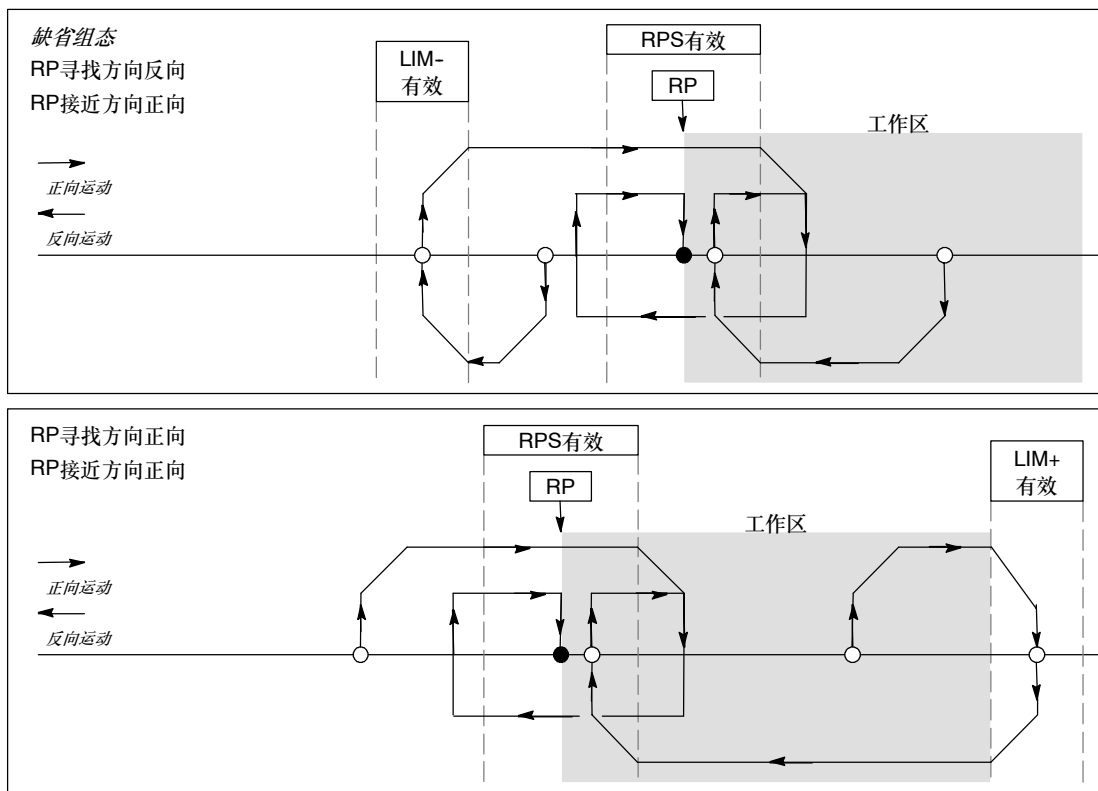 缺省组态
RP寻找方向反向
RP接近方向正向
LIM-
有效
RPS有效
RP
工作区
正向运动
反向运动
RP寻找方向正向
RP接近方向正向
RPS有效
RP
工作区
LIM+
有效
正向运动
反向运动